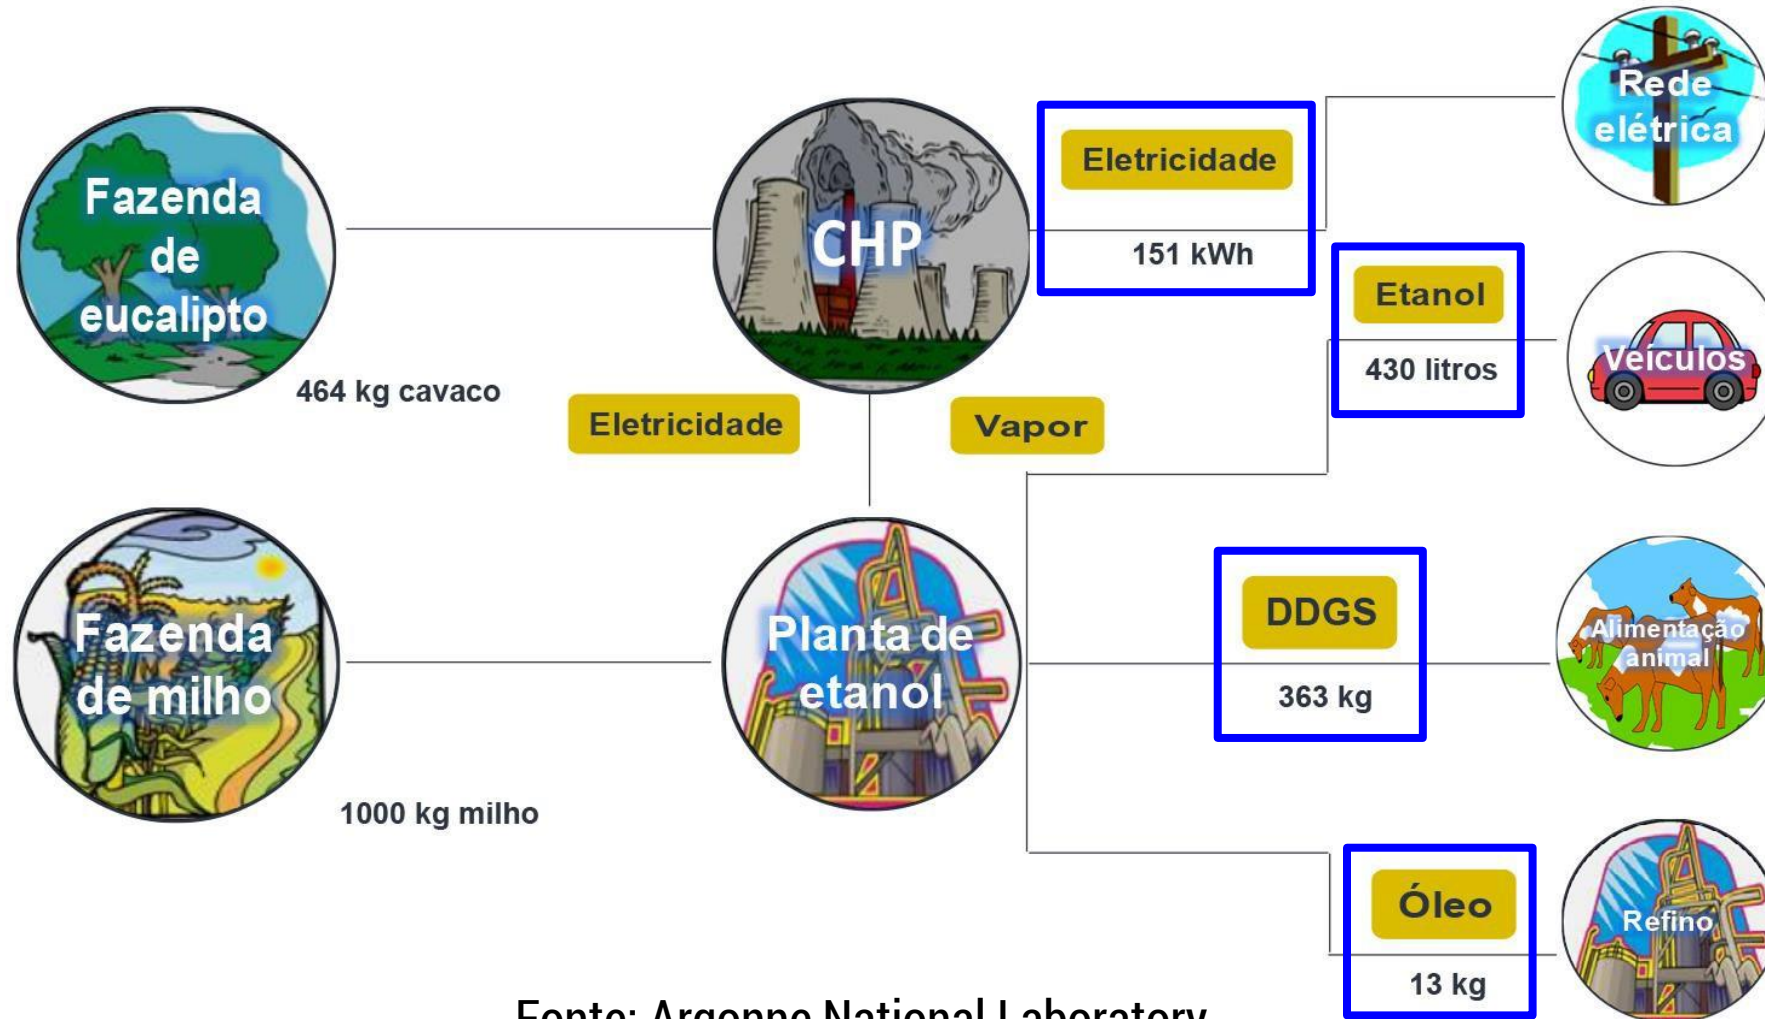 Rede
elétrica
Eletricidade
151 kWh
Fazenda
de
eucalipto
CHP
464 kg cavaco
Etanol
430 litros
Veículos
Eletricidade
Vapor
Fazenda
de milho
1000 kg milho
Planta de
etanol
DDGS
363 kg
Alimentação
animal
Óleo
13 kg
Refino
Fonte: Argonne National Laboratory